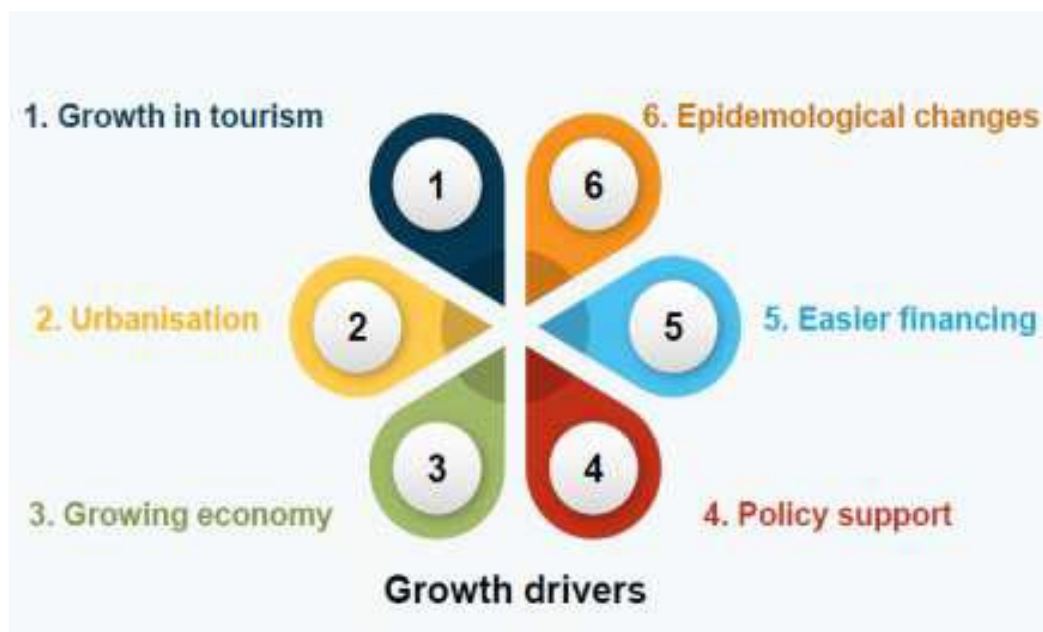 1. Growth in tourism
6. Epidemological changes
1
6
2. Urbanisation
2
5
5. Easier financing
3
4
3. Growing economy
4. Policy support
Growth drivers